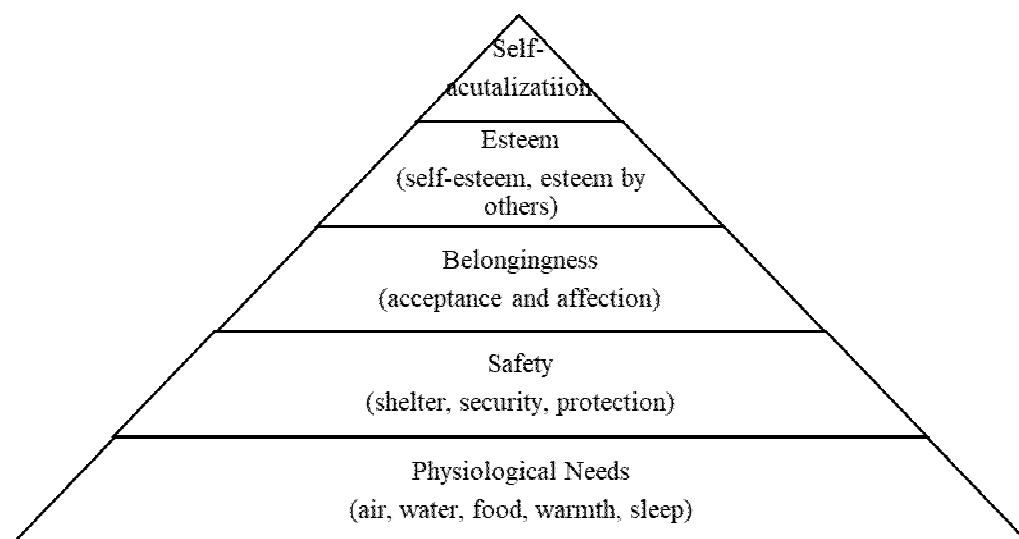 Self-
acutalizatiion
Esteem
(self-esteem, esteem by
others)
Belongingness
(acceptance and affection)
Safety
(shelter, security, protection)
Physiological Needs
(air, water, food, warmth, sleep)